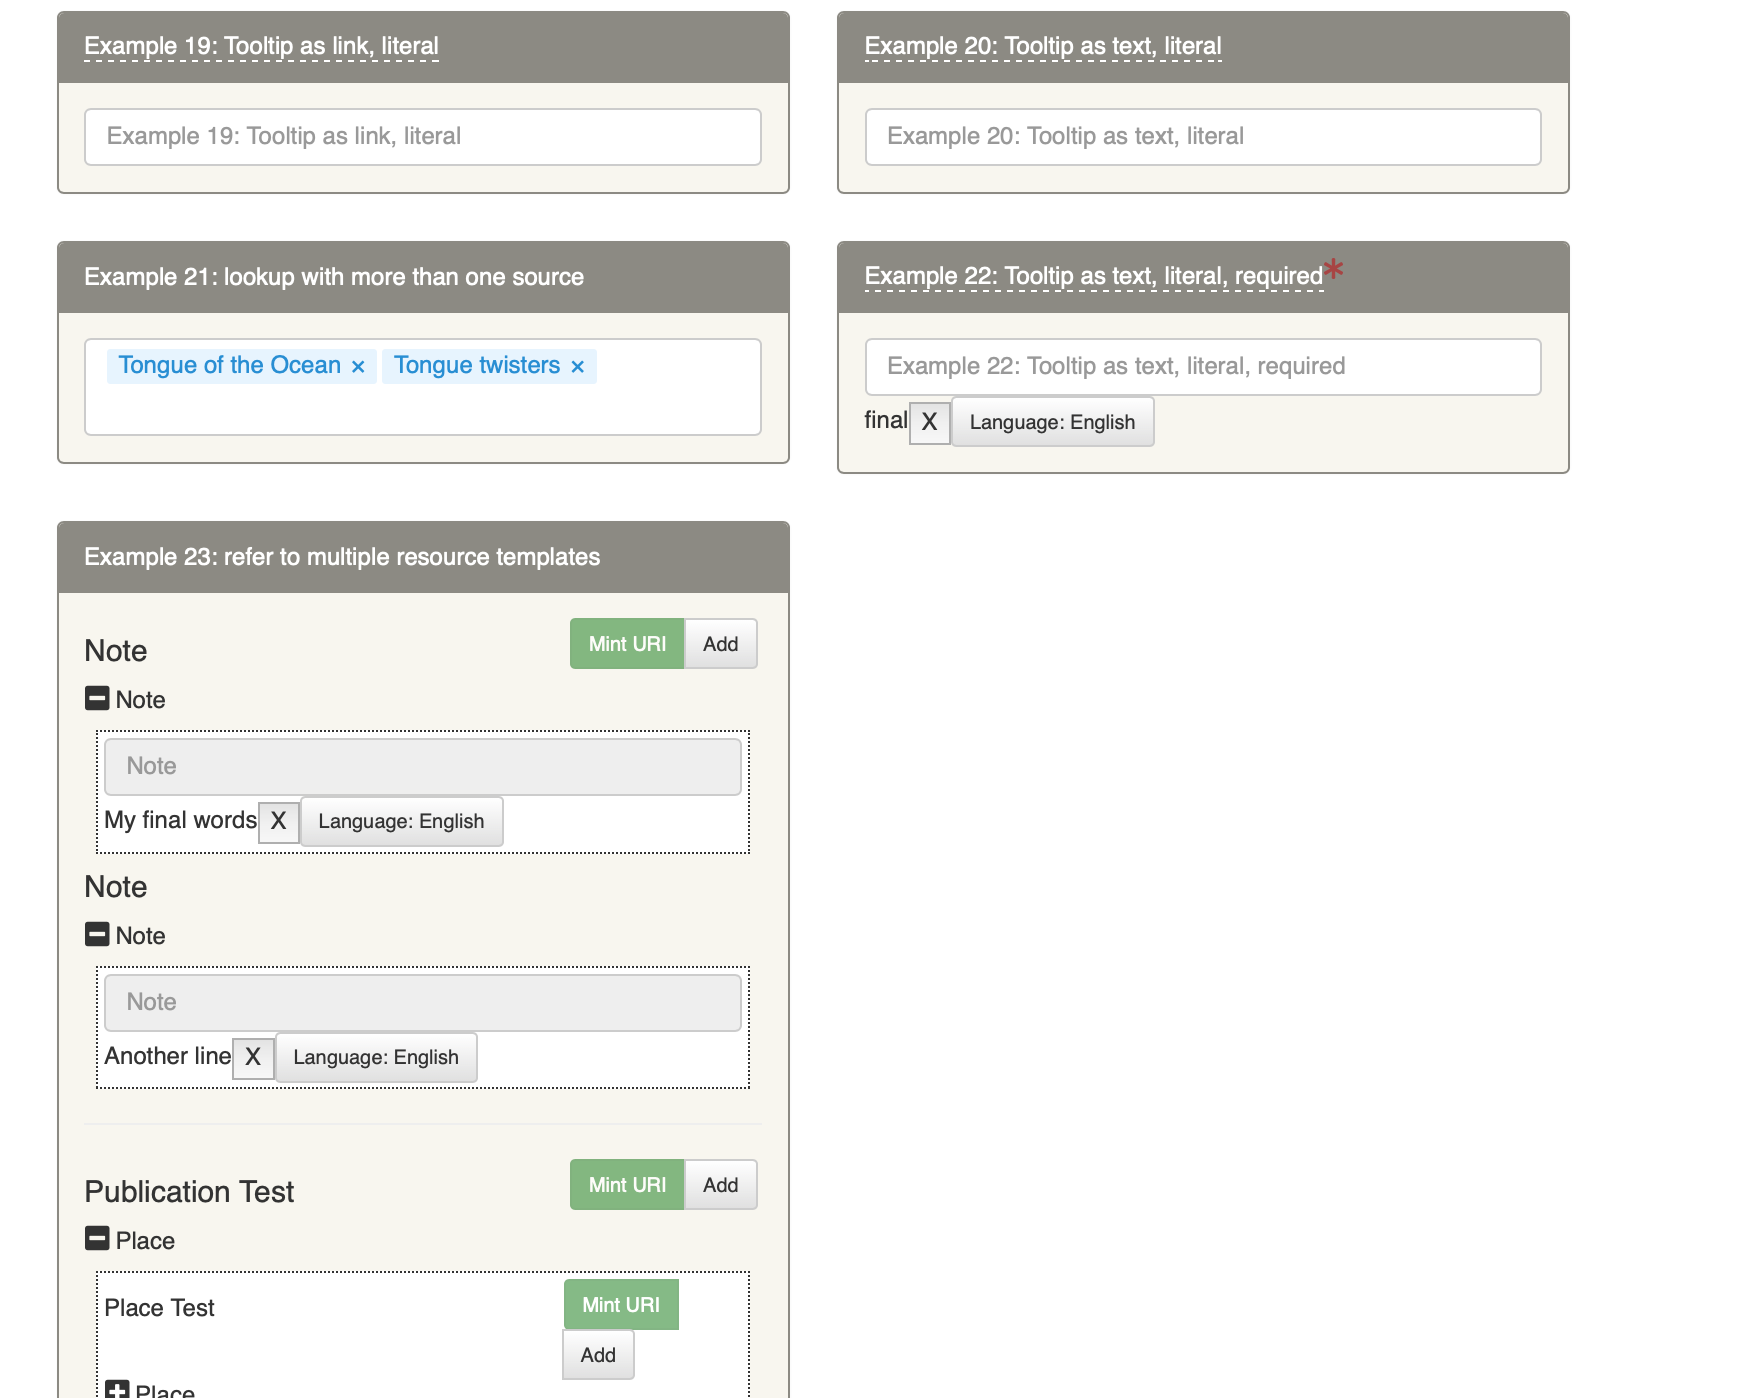 Example 19: Tooltip as link, literal
Example 19: Tooltip as link, literal
Example 20: Tooltip as text, literal
Example 20: Tooltip as text, literal
Example 21: lookup with more than one source
Tongue of the Ocean × Tongue twisters ×
Example 22: Tooltip as text, literal, required*
Example 22: Tooltip as text, literal, required
final X Language: English
Example 23: refer to multiple resource templates
Note Mint URI Add
Note
Note
My final words X Language: English
Note
Note
Note
Another line X Language: English
Publication Test Mint URI Add
Place
Place Test Mint URI
Add
Place